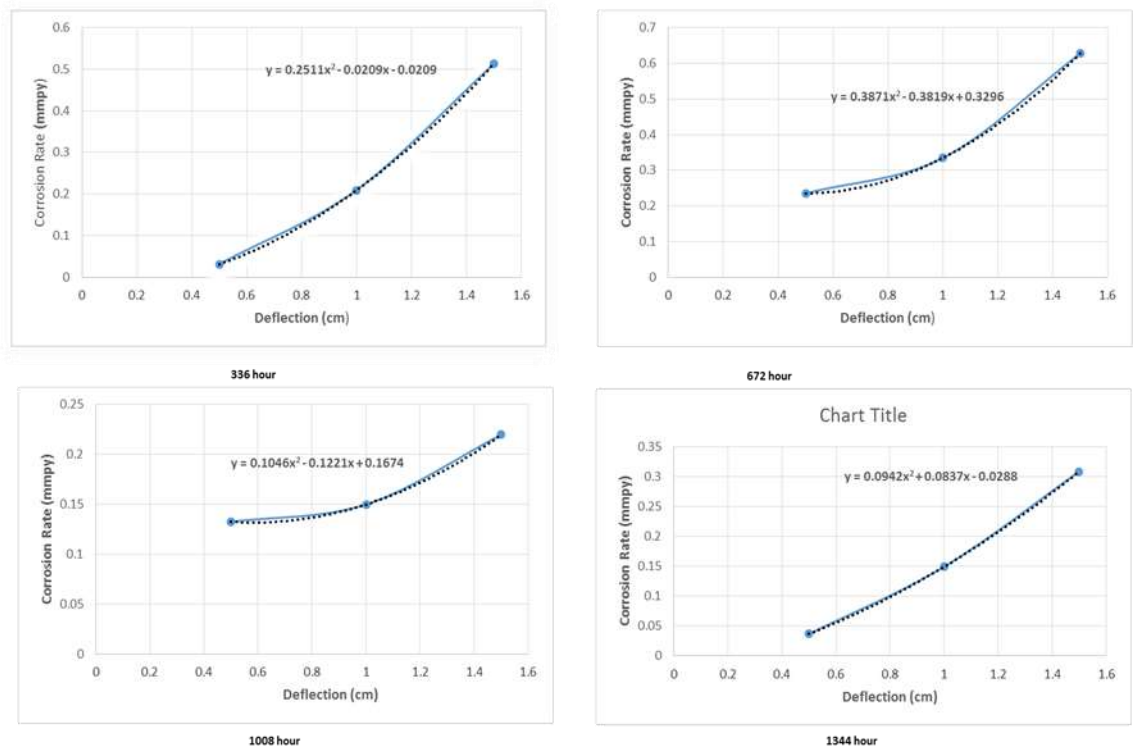 0.6
0.5
0.4
0.3
0.2
0.1
0
y = 0.2511x² - 0.0209x - 0.0209
Corrosion Rate (mmpy)
0 0.2 0.4 0.6 0.8 1 1.2 1.4 1.6
Deflection (cm)
336 hour
0.7
0.6
0.5
0.4
0.3
0.2
0.1
0
y = 0.3871x² - 0.3819x + 0.3296
Corrosion Rate (mmpy)
0 0.2 0.4 0.6 0.8 1 1.2 1.4 1.6
Deflection (cm)
672 hour
0.25
0.2
0.15
0.1
0.05
0
y = 0.1046x² - 0.1221x + 0.1674
Corrosion Rate (mmpy)
0 0.2 0.4 0.6 0.8 1 1.2 1.4 1.6
Deflection (cm)
1008 hour
Chart Title
0.35
0.3
0.25
0.2
0.15
0.1
0.05
0
y = 0.0942x² + 0.0837x - 0.0288
Corrosion Rate (mmpy)
0 0.2 0.4 0.6 0.8 1 1.2 1.4 1.6
Deflection (cm)
1344 hour